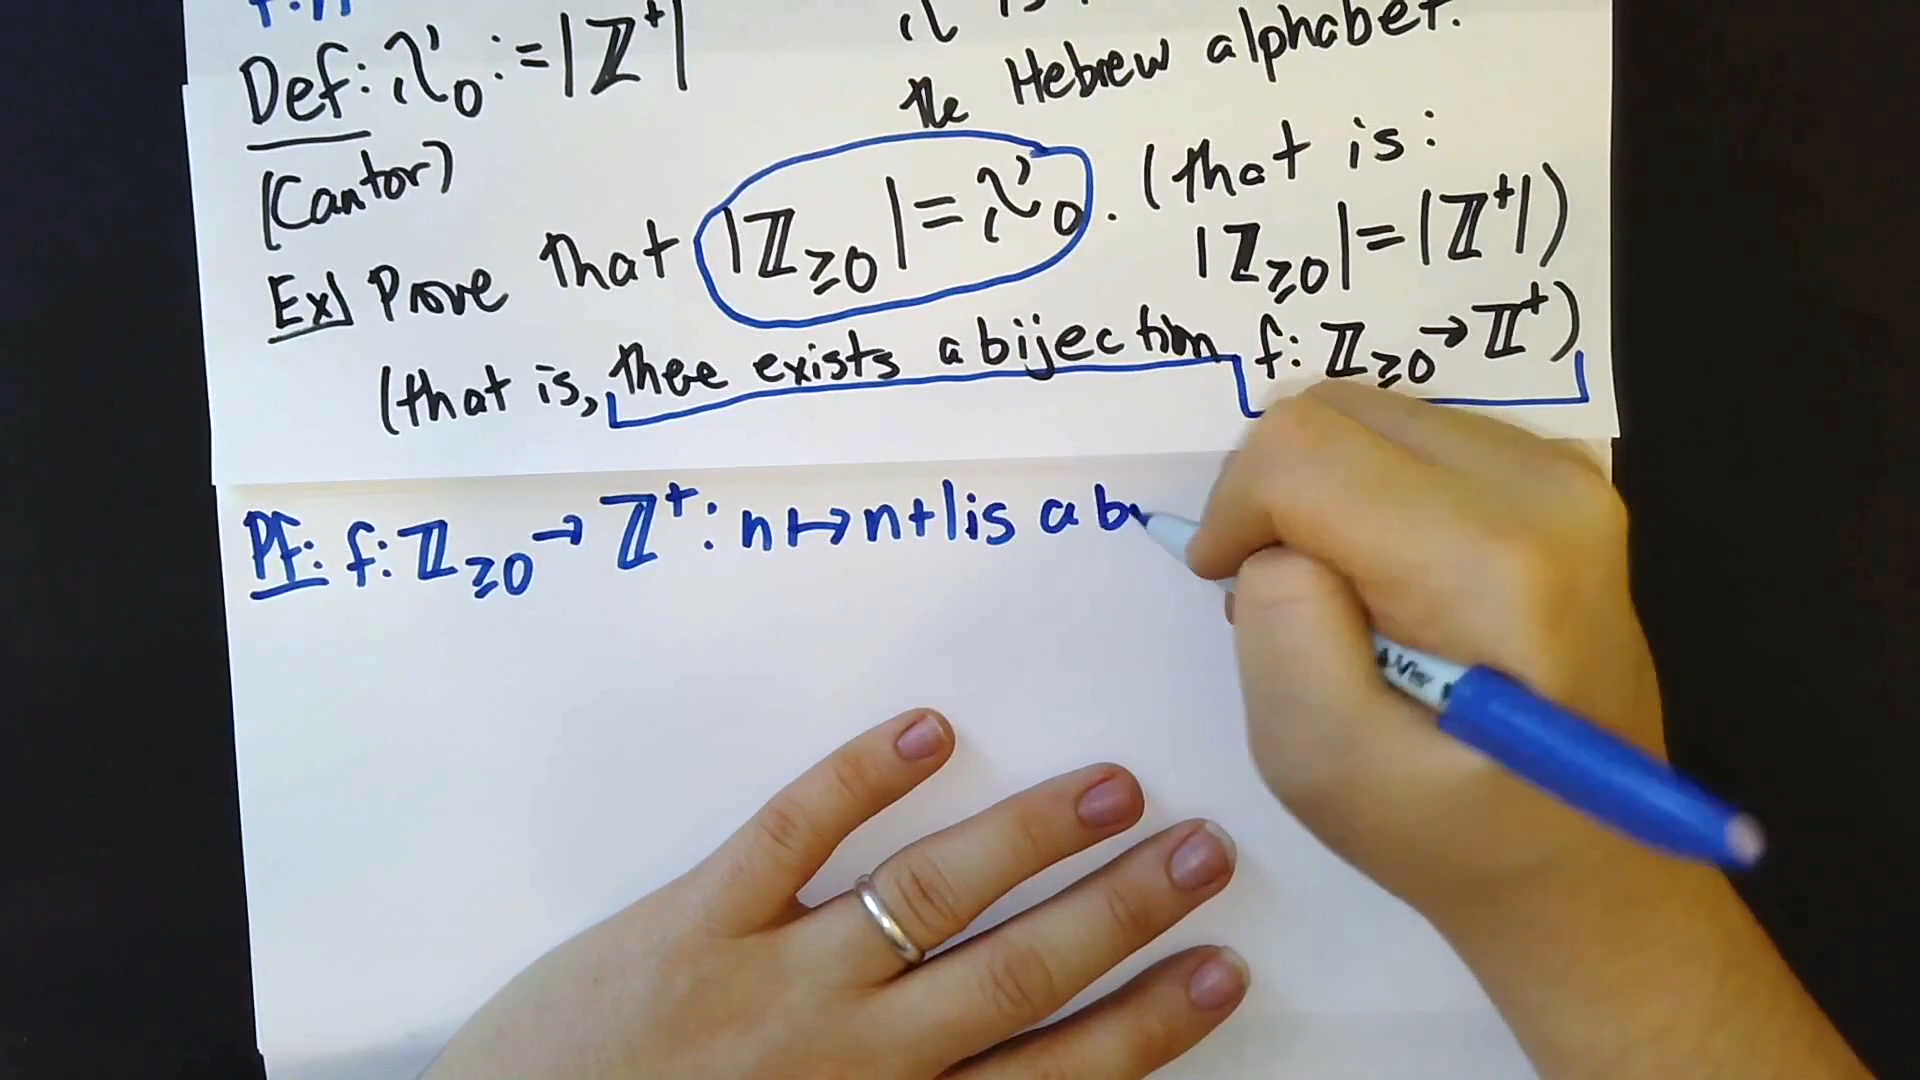 the Hebrew alphabet.
Def: ℵ₀ := |ℤ⁺|
(Cantor)
Ex) Prove that |ℤ≥0| = ℵ₀. (that is:
|ℤ≥0| = |ℤ⁺|)
(that is, there exists a bijection f: ℤ≥0 → ℤ⁺)
Pf: f: ℤ≥0 → ℤ⁺: n ↦ n+1 is a b